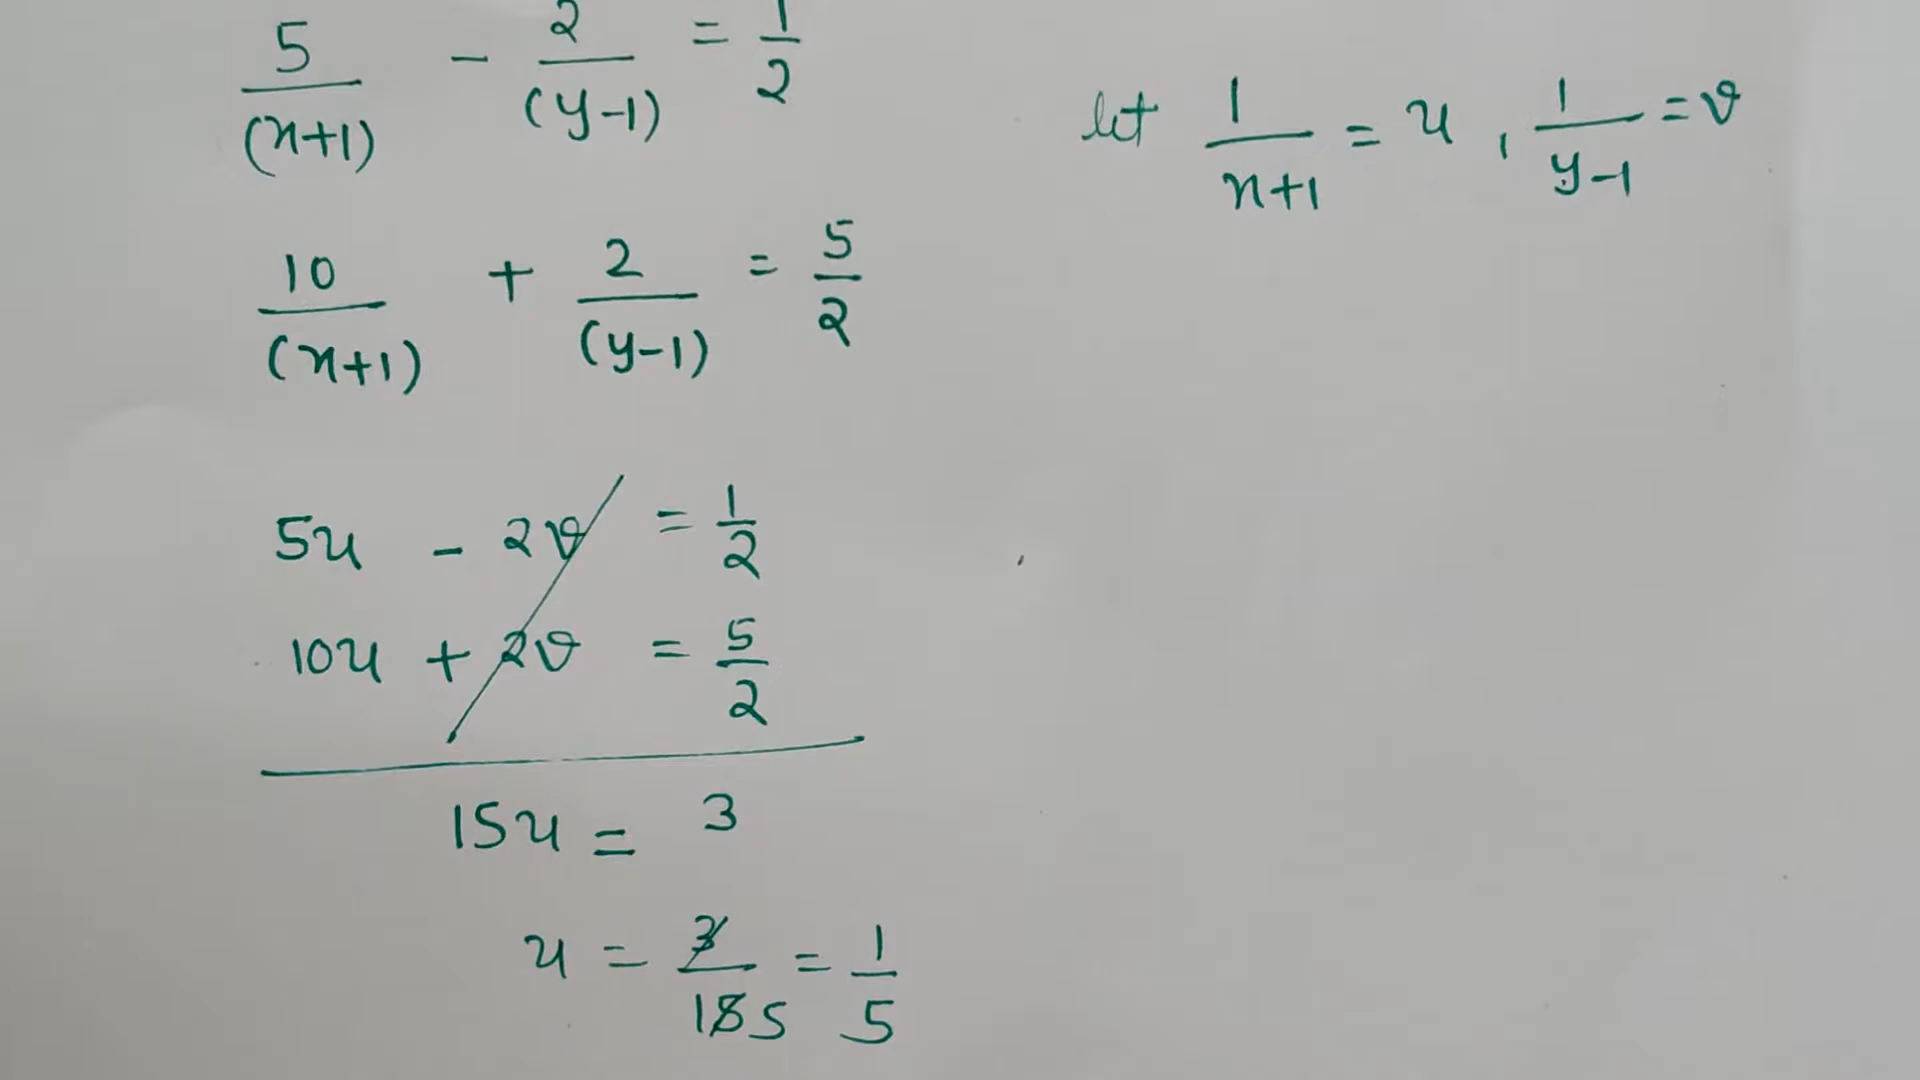 5/(x+1) - 2/(y-1) = 1/2
let 1/x+1 = u, 1/y-1 = v
10/(x+1) + 2/(y-1) = 5/2
5u - 2v = 1/2
10u + 2v = 5/2
15u = 3
u = 3/15 5 = 1/5